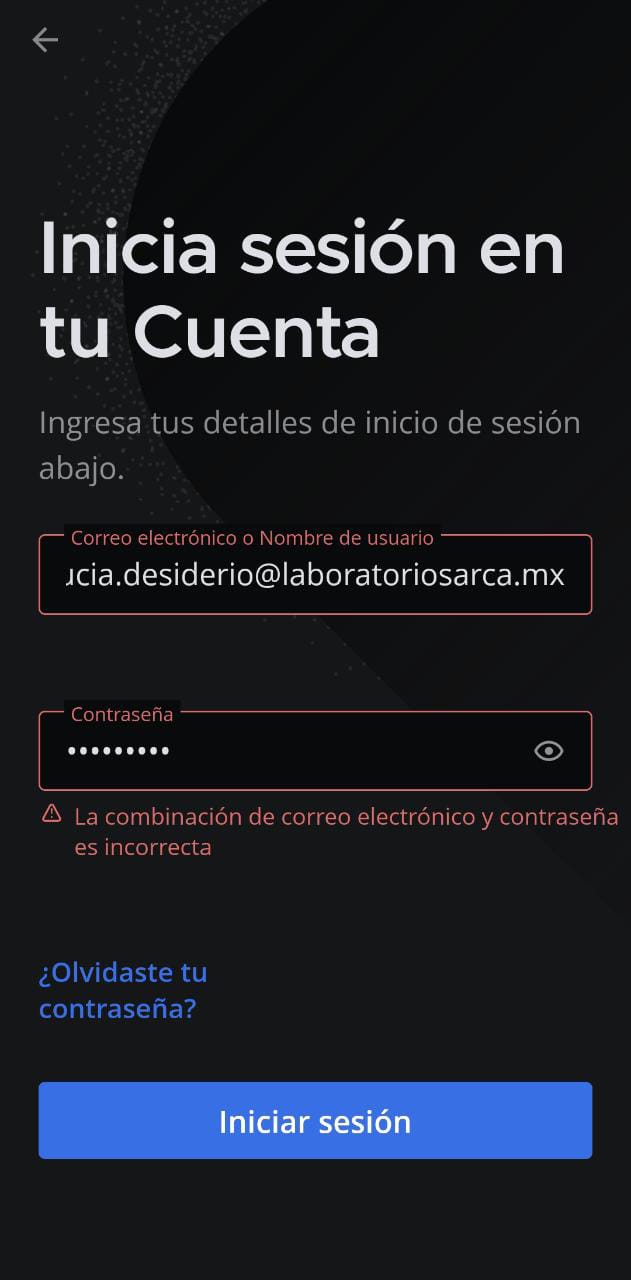 Inicia sesión en
tu Cuenta
Ingresa tus detalles de inicio de sesión
abajo.
Correo electrónico o Nombre de usuario
ucia.desiderio@laboratoriosarca.mx
Contraseña
•••••••••
La combinación de correo electrónico y contraseña
es incorrecta
¿Olvidaste tu
contraseña?
Iniciar sesión